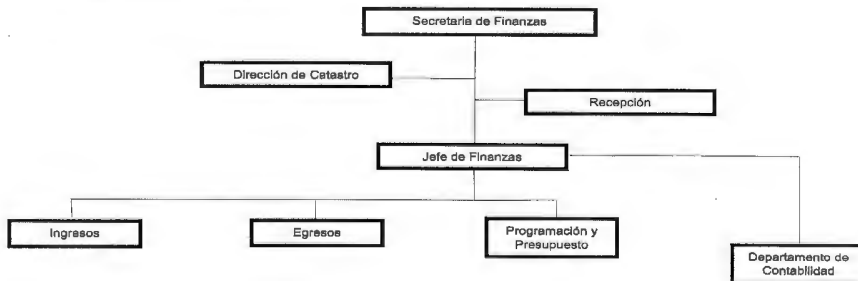 Secretaria de Finanzas
Dirección de Catastro
Recepción
Jefe de Finanzas
Ingresos
Egresos
Programación y
Presupuesto
Departamento de
Contabilidad